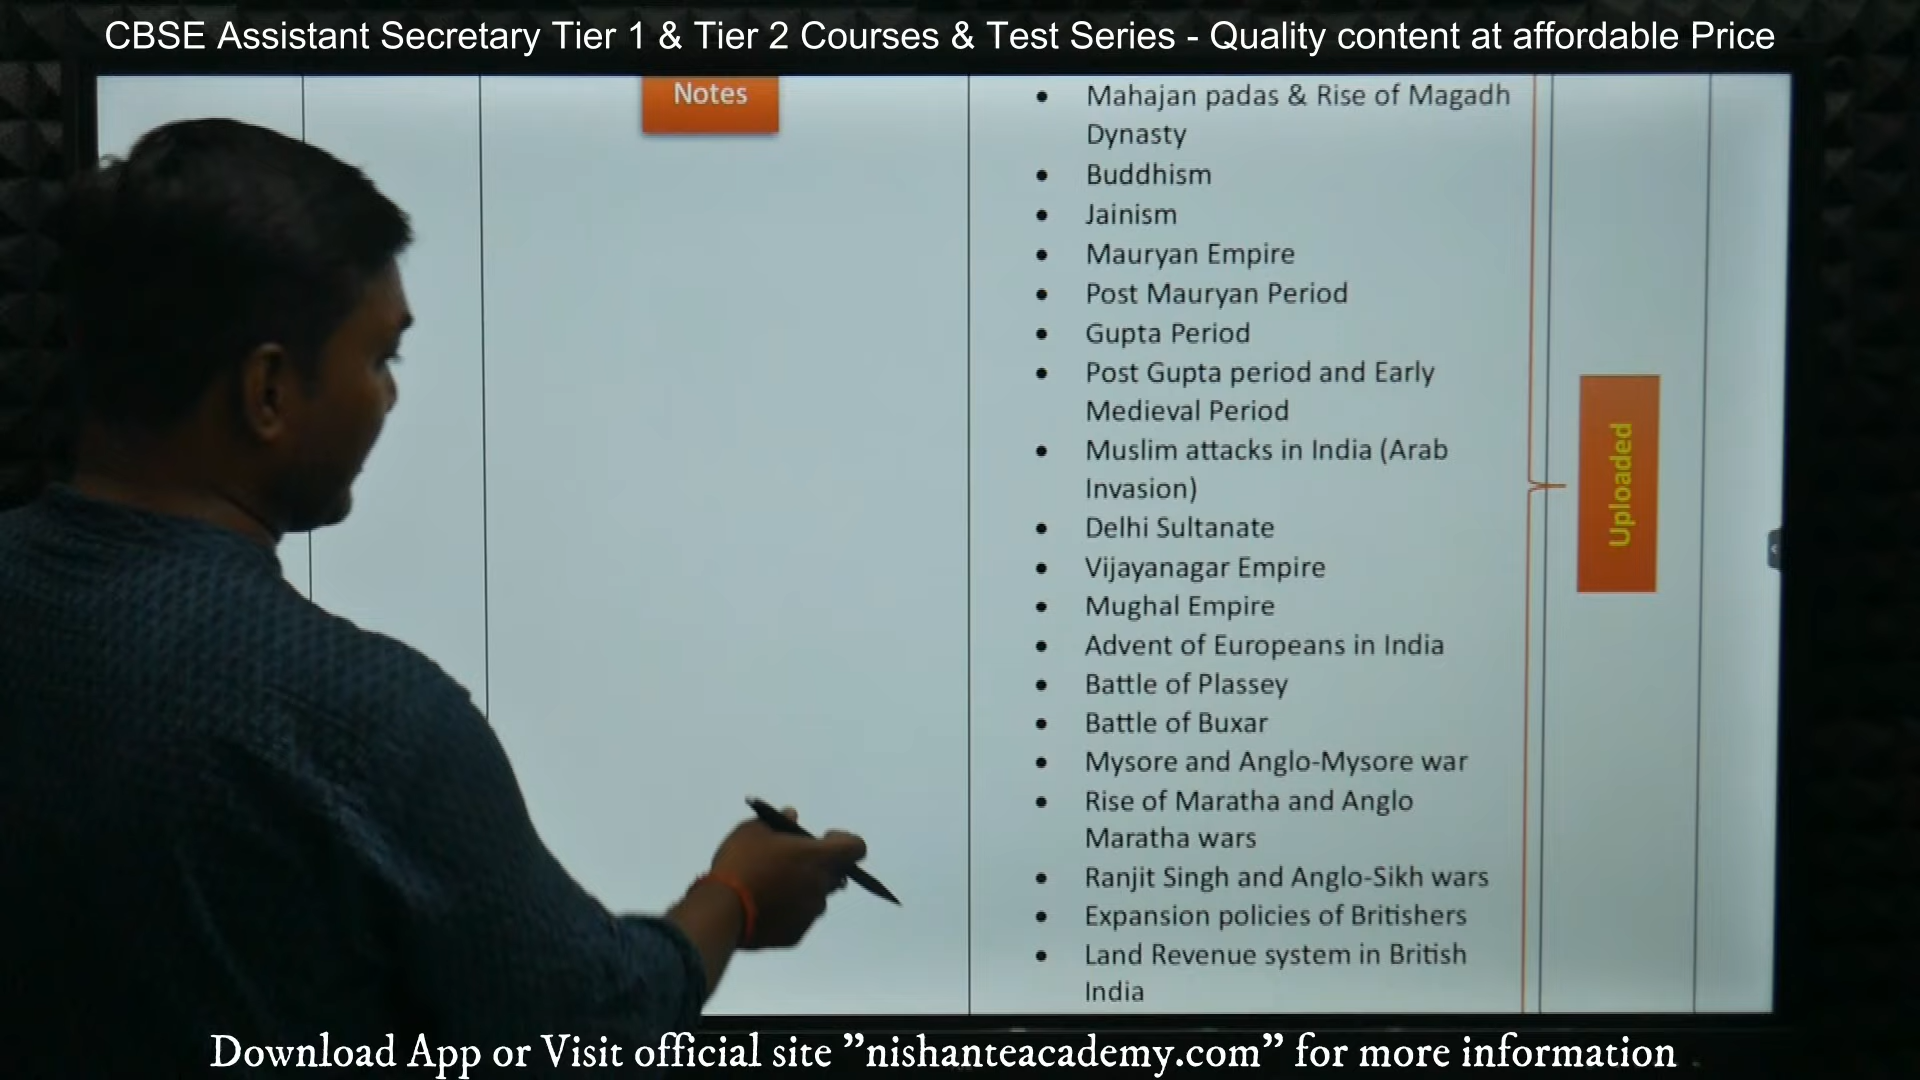 CBSE Assistant Secretary Tier 1 & Tier 2 Courses & Test Series - Quality content at affordable Price
Notes
• Mahajan padas & Rise of Magadh
Dynasty
• Buddhism
• Jainism
• Mauryan Empire
• Post Mauryan Period
• Gupta Period
• Post Gupta period and Early
Medieval Period
• Muslim attacks in India (Arab
Invasion)
• Delhi Sultanate
• Vijayanagar Empire
• Mughal Empire
• Advent of Europeans in India
• Battle of Plassey
• Battle of Buxar
• Mysore and Anglo-Mysore war
• Rise of Maratha and Anglo
Maratha wars
• Ranjit Singh and Anglo-Sikh wars
• Expansion policies of Britishers
• Land Revenue system in British
India
Uploaded
Download App or Visit official site "nishanteacademy.com" for more information